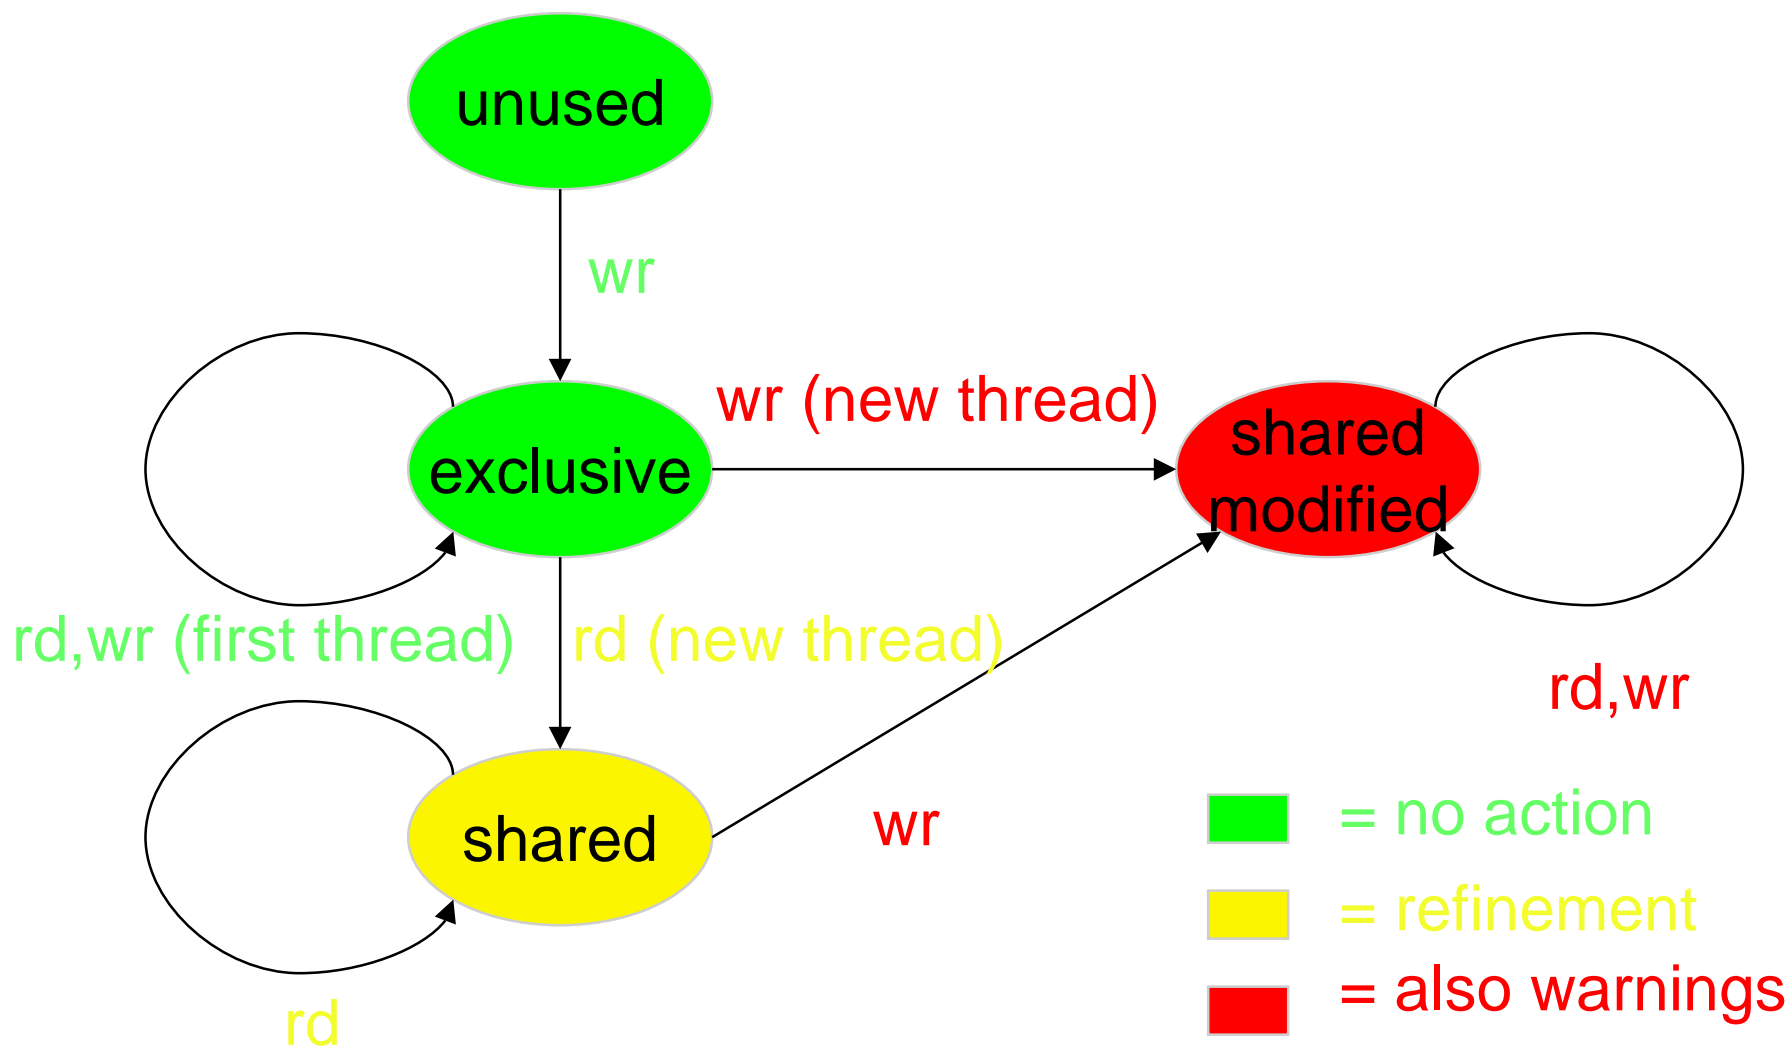 unused
wr
wr (new thread)
exclusive
shared
modified
rd,wr (first thread)
rd (new thread)
rd,wr
shared
wr
rd
= no action
= refinement
= also warnings